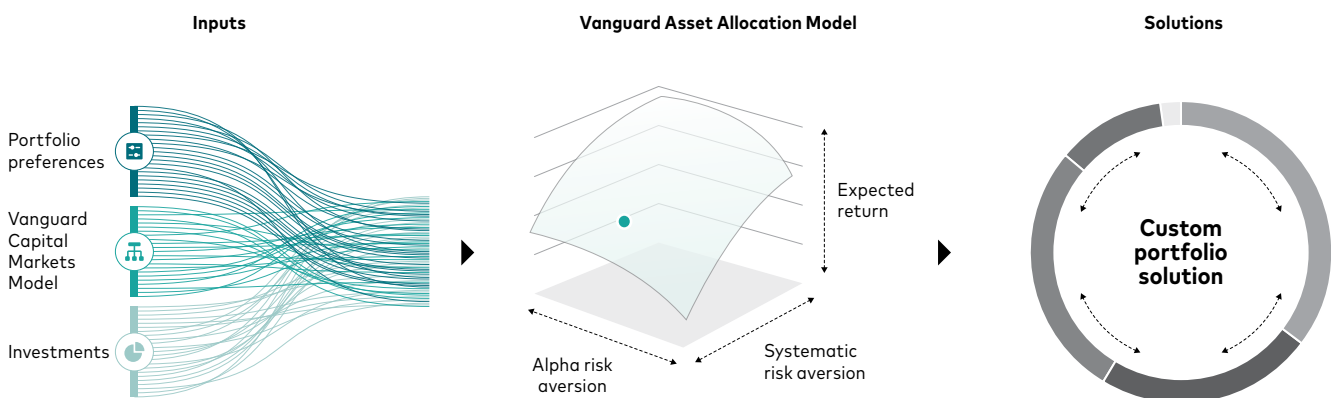 Inputs
Portfolio
preferences
Vanguard
Capital
Markets
Model
Investments
Vanguard Asset Allocation Model
Expected
return
Alpha risk
aversion
Systematic
risk aversion
Solutions
Custom
portfolio
solution